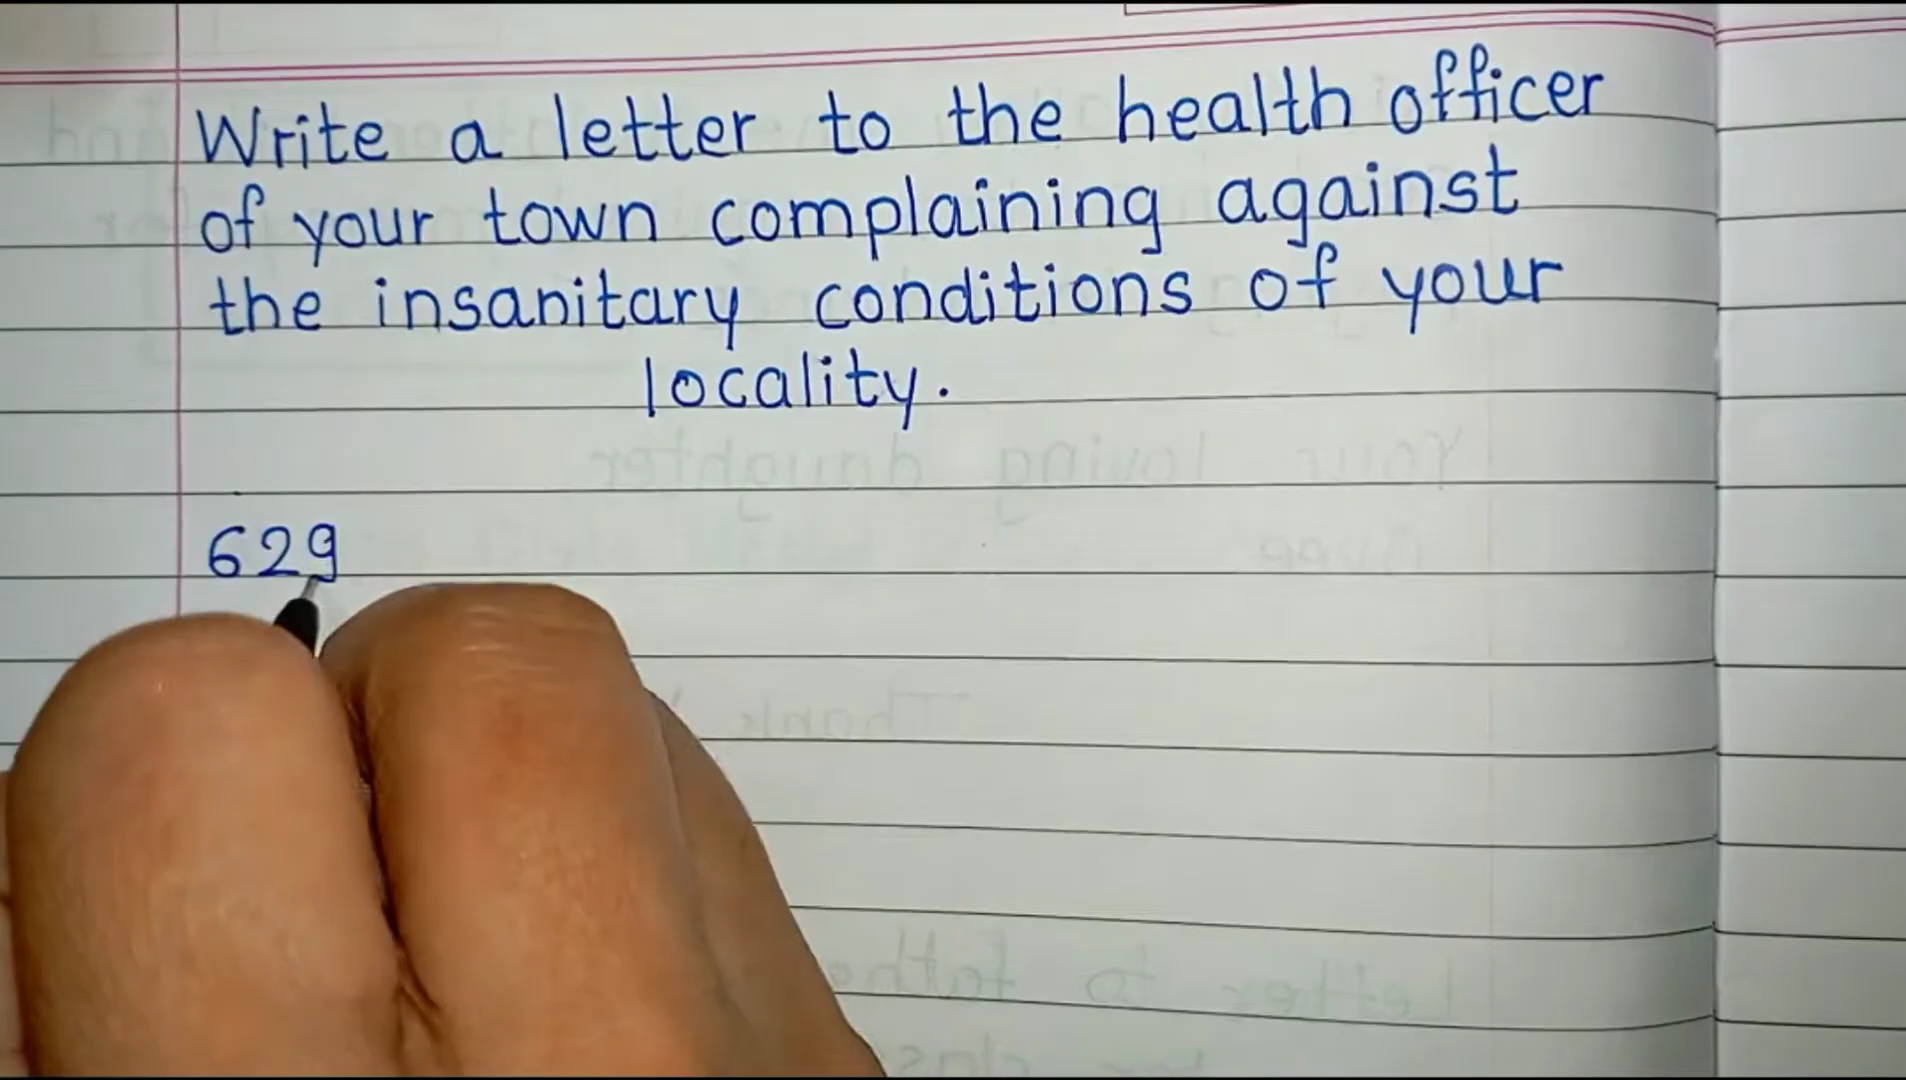 Write a letter to the health officer
of your town complaining against
the insanitary conditions of your
locality.
629